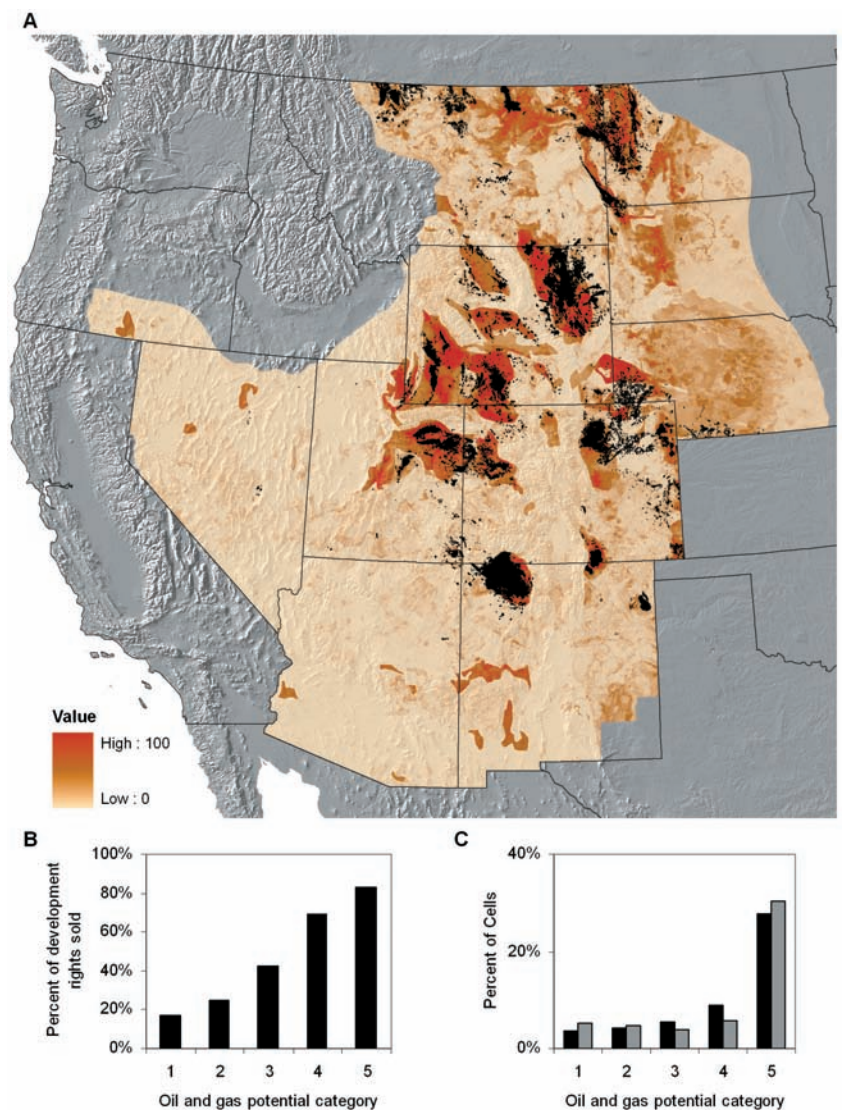 A
Value
High : 100
Low : 0
B
C
100%
80%
60%
40%
20%
0%
Percent of development
rights sold
1 2 3 4 5
Oil and gas potential category
40%
20%
0%
Percent of Cells
1 2 3 4 5
Oil and gas potential category